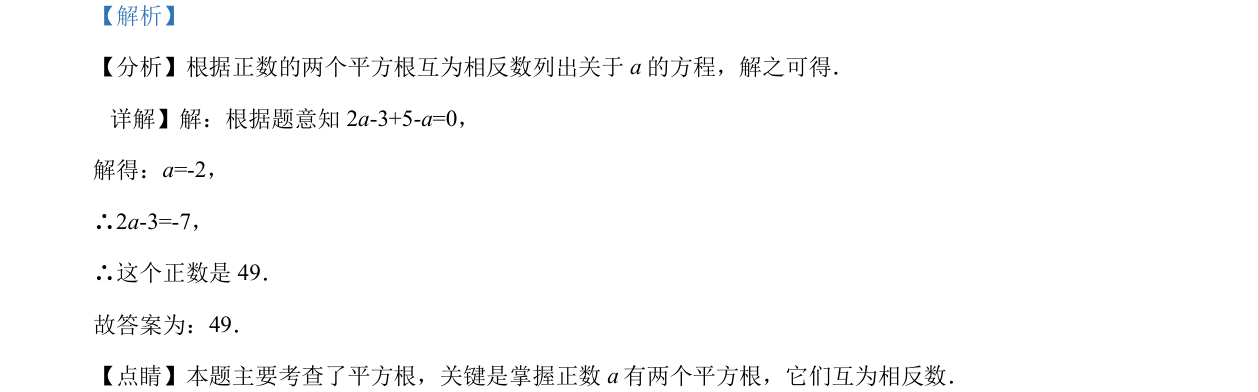 【解析】
【分析】根据正数的两个平方根互为相反数列出关于 a 的方程，解之可得．
详解】解：根据题意知 2a-3+5-a=0，
解得：a=-2，
∴2a-3=-7，
∴这个正数是 49．
故答案为：49．
【点睛】本题主要考查了平方根，关键是掌握正数 a 有两个平方根，它们互为相反数．